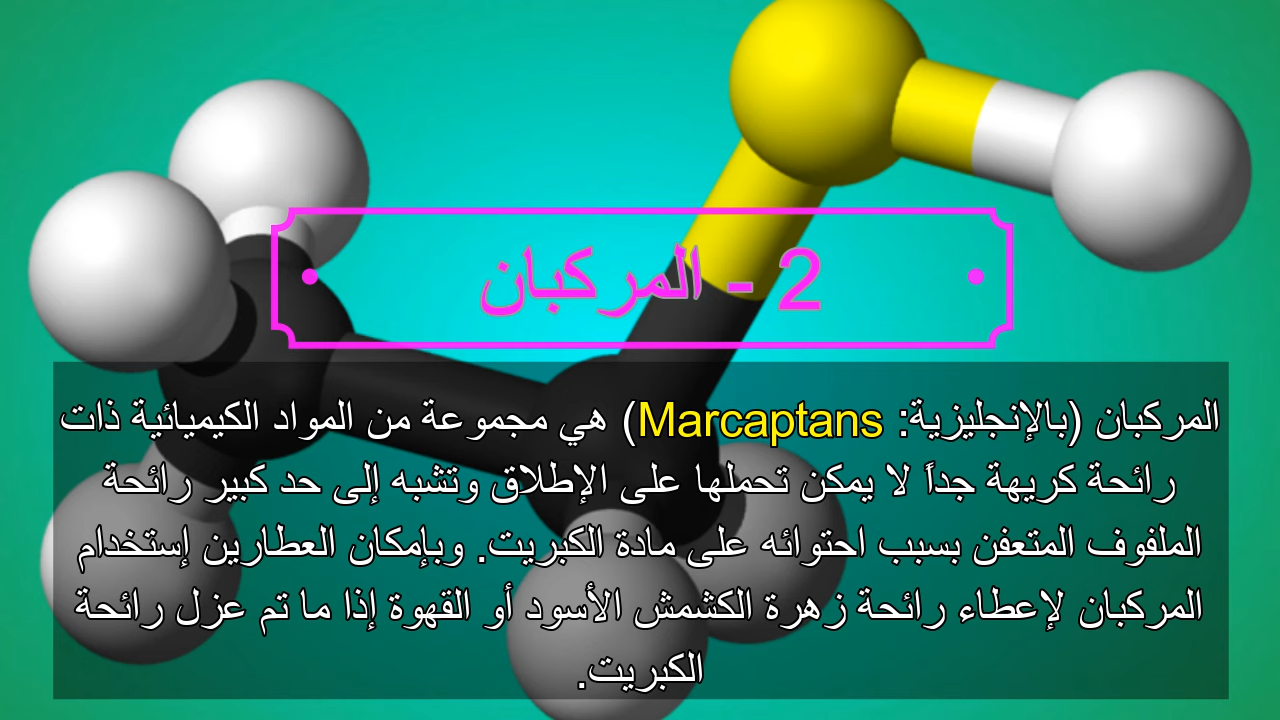 2 - المركبان
المركبان (بالإنجليزية: Marcaptans) هي مجموعة من المواد الكيميائية ذات
رائحة كريهة جداً لا يمكن تحملها على الإطلاق وتشبه إلى حد كبير رائحة
الملفوف المتعفن بسبب احتوائه على مادة الكبريت. وبإمكان العطارين إستخدام
المركبان لإعطاء رائحة زهرة الكشمش الأسود أو القهوة إذا ما تم عزل رائحة
الكبريت.